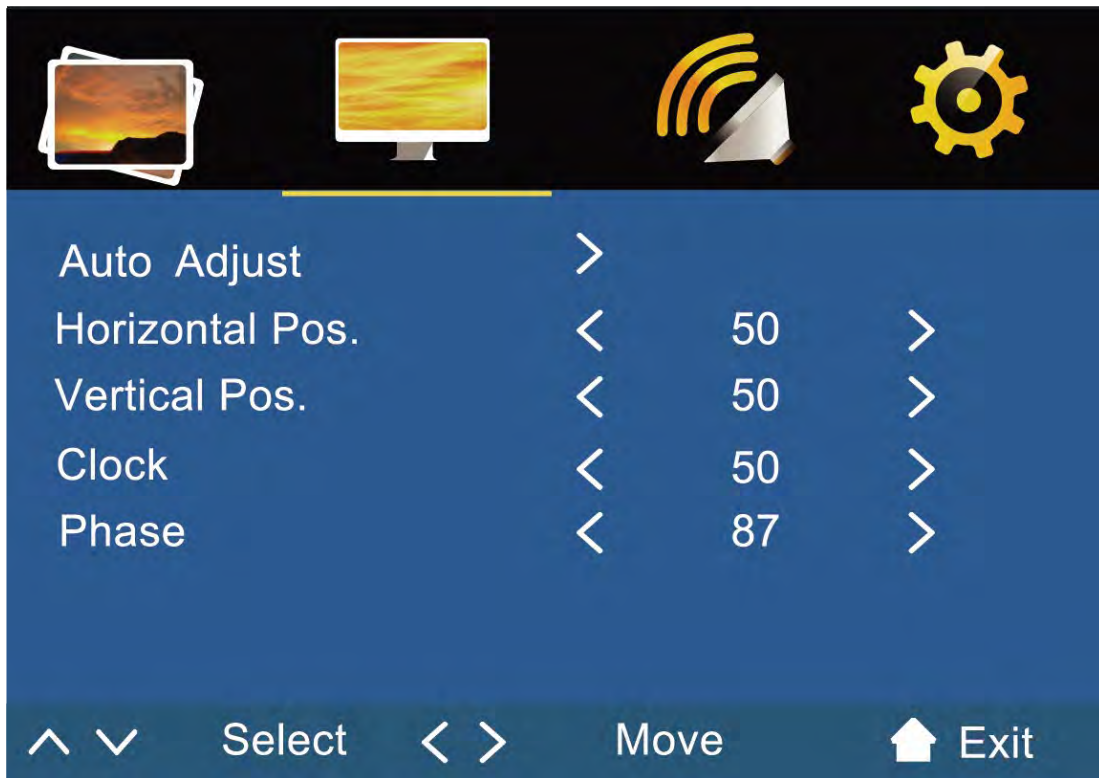 Auto Adjust >
Horizontal Pos. < 50 >
Vertical Pos. < 50 >
Clock < 50 >
Phase < 87 >
Select < > Move Exit